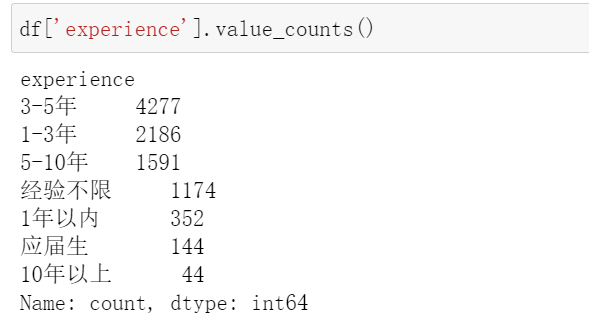 df['experience'].value_counts()
experience
3-5年 4277
1-3年 2186
5-10年 1591
经验不限 1174
1年以内 352
应届生 144
10年以上 44
Name: count, dtype: int64